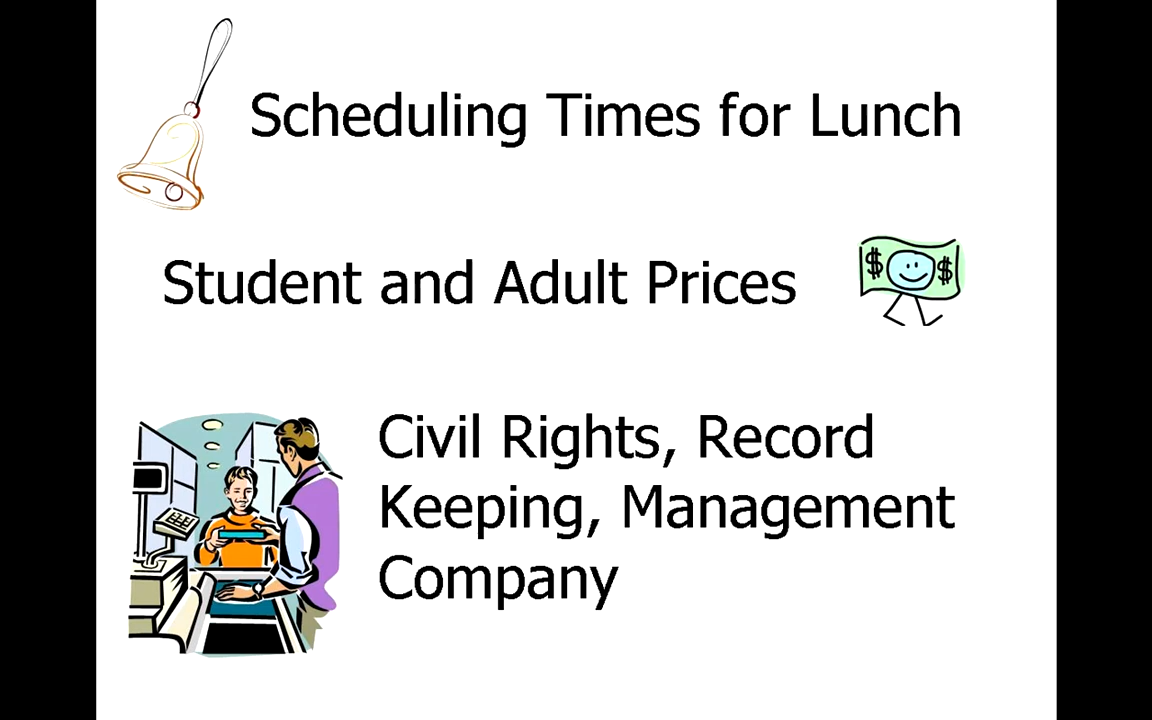 Scheduling Times for Lunch
Student and Adult Prices
$ $
Civil Rights, Record
Keeping, Management
Company